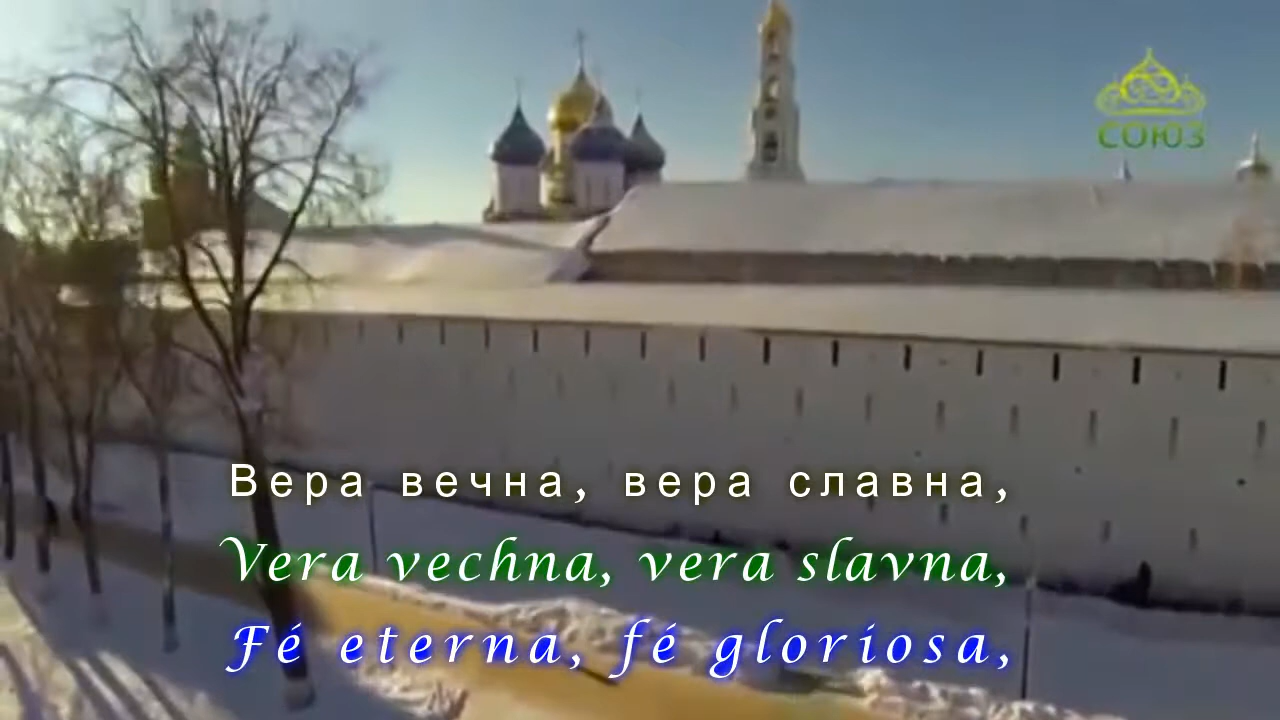 СОЮЗ
Вера вечна, вера славна,
Vera vechna, vera slavna,
Fé eterna, fé gloriosa,